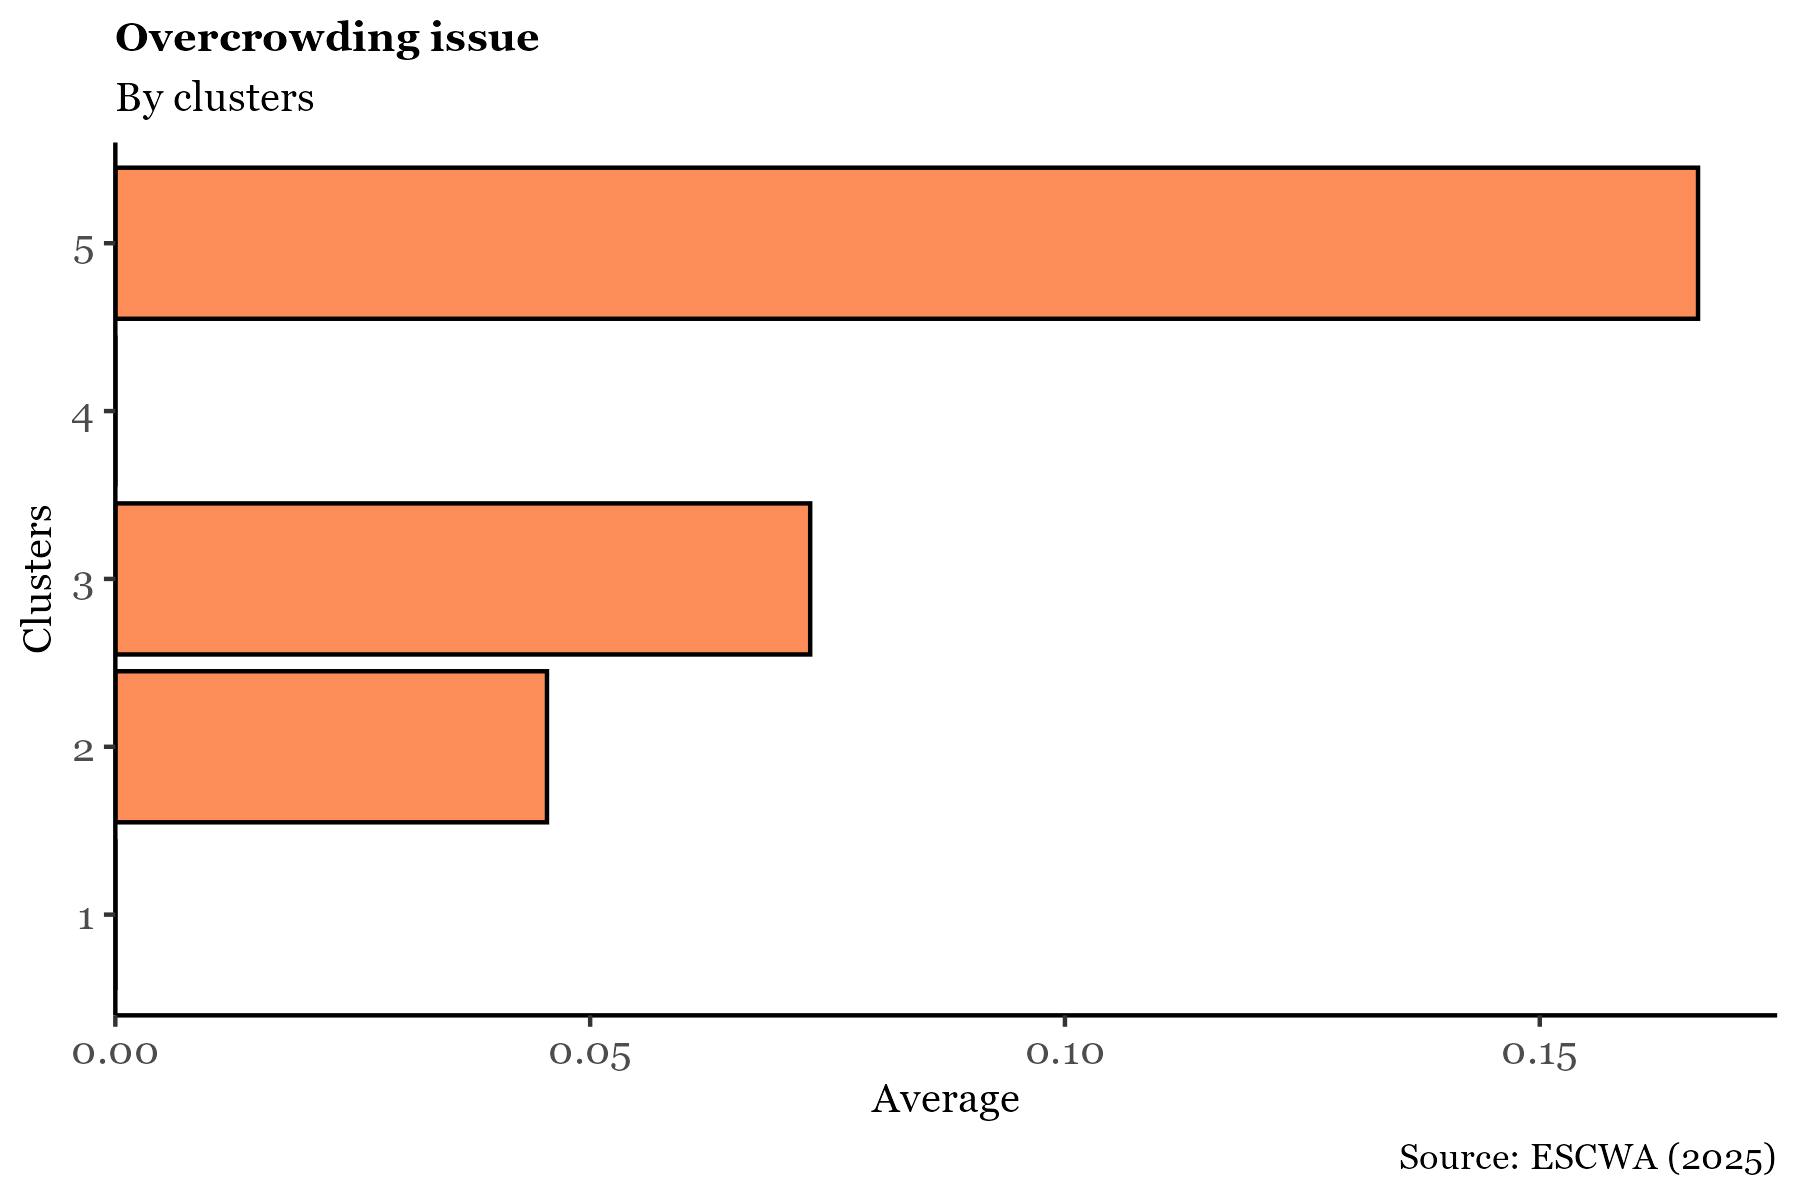 Overcrowding issue
By clusters
5
4
3
2
1
Clusters
0.00 0.05 0.10 0.15
Average
Source: ESCWA (2025)